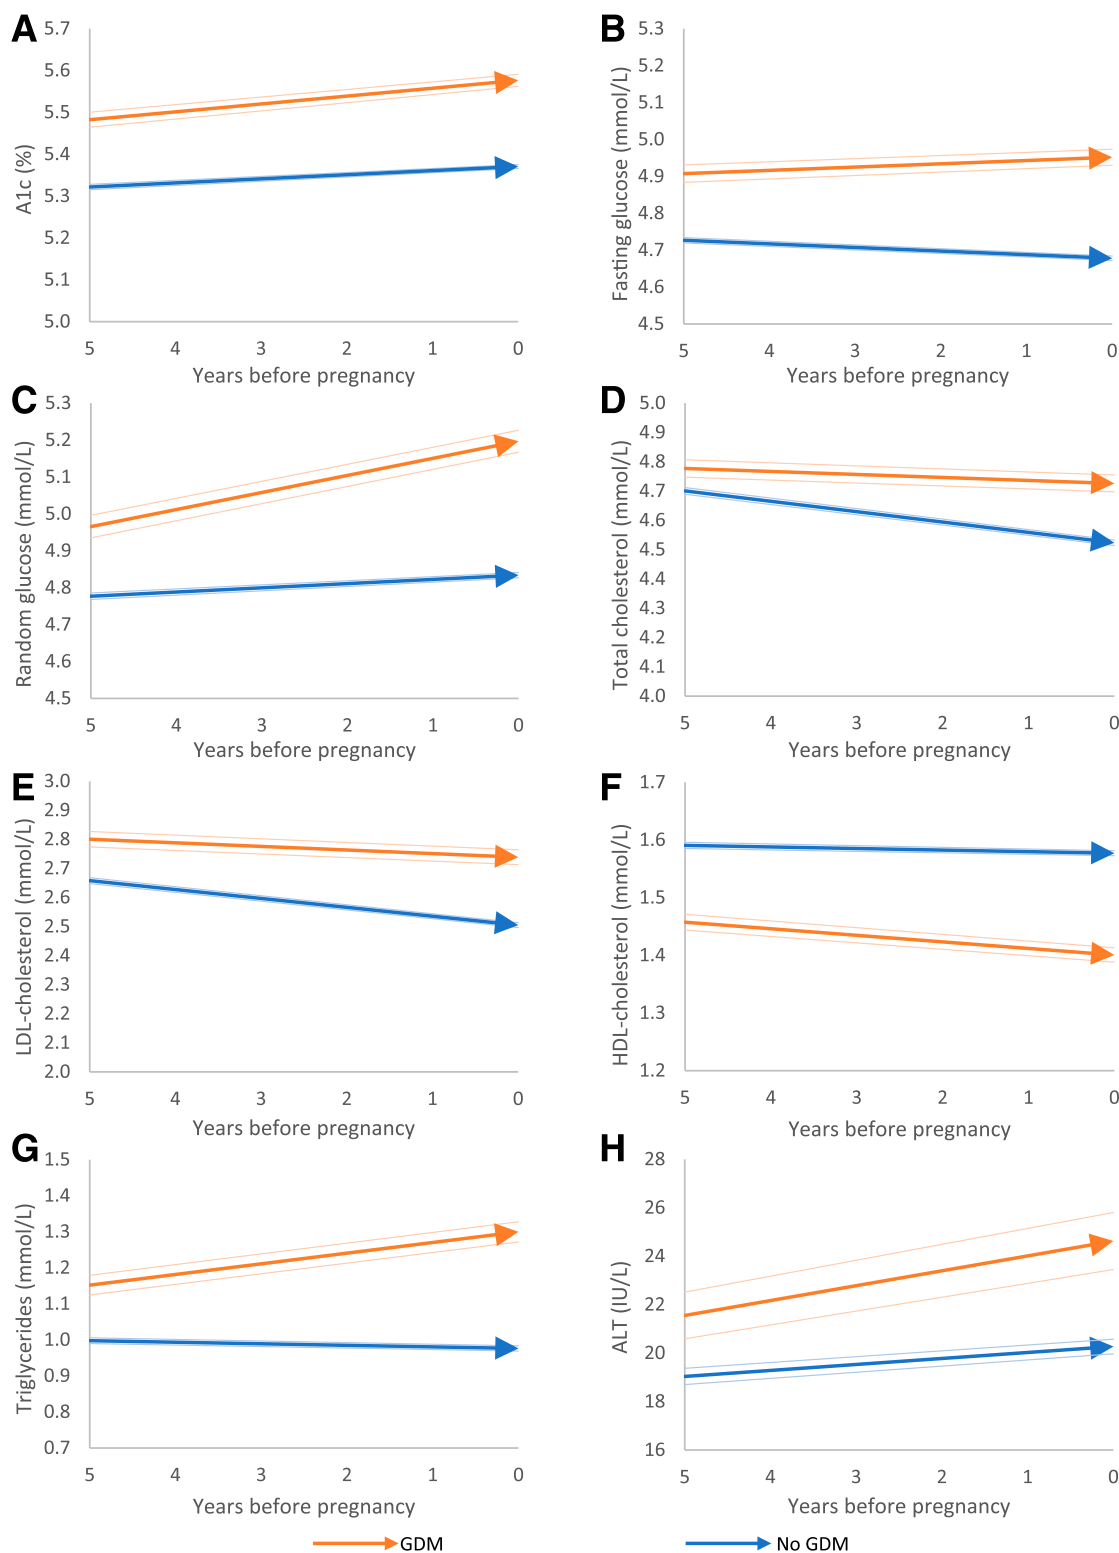 A
5.7
5.6
5.5
5.4
5.3
5.2
5.1
5.0
A1c (%)
5 4 3 2 1 0
Years before pregnancy
B
5.3
5.2
5.1
5.0
4.9
4.8
4.7
4.6
4.5
Fasting glucose (mmol/L)
5 4 3 2 1 0
Years before pregnancy
C
5.3
5.2
5.1
5.0
4.9
4.8
4.7
4.6
4.5
Random glucose (mmol/L)
5 4 3 2 1 0
Years before pregnancy
D
5.0
4.9
4.8
4.7
4.6
4.5
4.4
4.3
4.2
4.1
4.0
Total cholesterol (mmol/L)
5 4 3 2 1 0
Years before pregnancy
E
3.0
2.9
2.8
2.7
2.6
2.5
2.4
2.3
2.2
2.1
2.0
LDL-cholesterol (mmol/L)
5 4 3 2 1 0
Years before pregnancy
F
1.7
1.6
1.5
1.4
1.3
1.2
HDL-cholesterol (mmol/L)
5 4 3 2 1 0
Years before pregnancy
G
1.5
1.4
1.3
1.2
1.1
1.0
0.9
0.8
0.7
Triglycerides (mmol/L)
5 4 3 2 1 0
Years before pregnancy
H
28
26
24
22
20
18
16
ALT (IU/L)
5 4 3 2 1 0
Years before pregnancy
GDM
No GDM